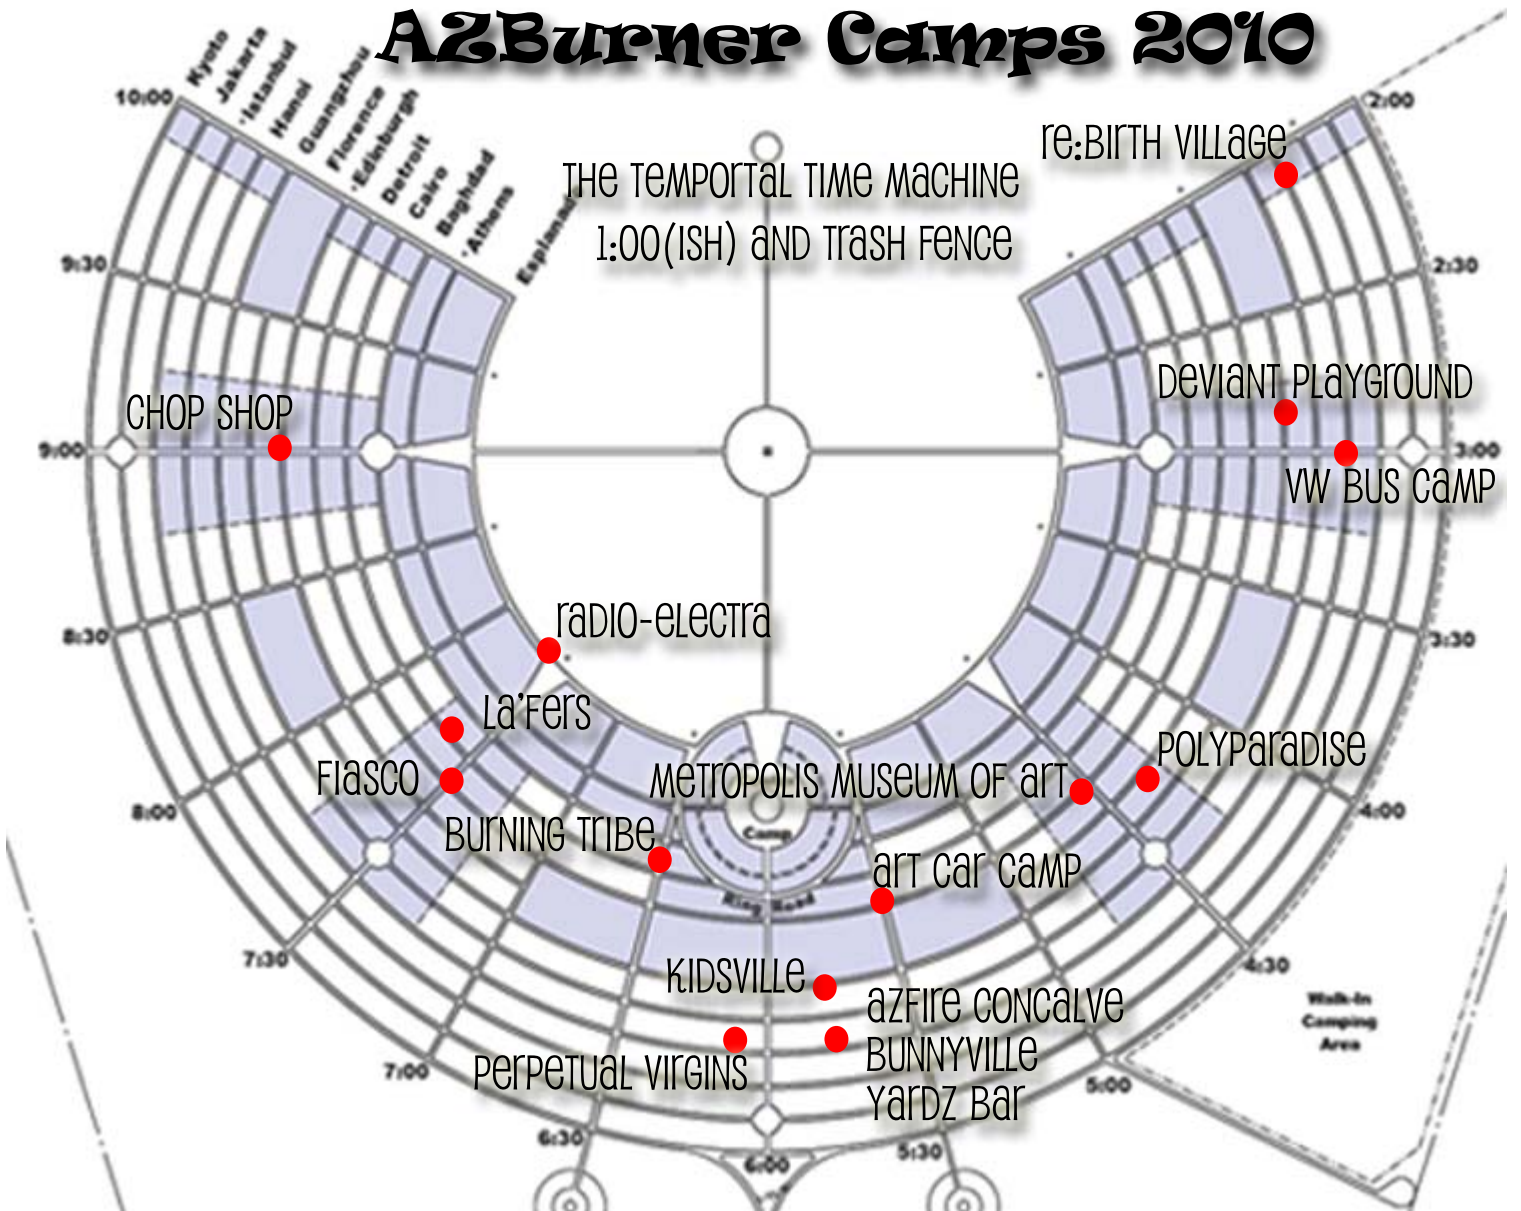 AZBurner Camps 2010
Kyoto
Jakarta
Istanbul
Hanoi
Guangzhou
Florence
Edinburgh
Detroit
Cairo
Baghdad
Athens
10:00
2:00
re:Birth Village
The Temportal Time Machine
1:00(ish) and Trash Fence
9:30
2:30
Deviant Playground
Chop Shop
9:00
3:00
VW Bus Camp
Radio-Electra
8:30
3:30
La'Fers
Fiasco
Metropolis Museum of Art
PolyParadise
8:00
4:00
Burning Tribe
Camp
Art Car Camp
Ring Road
7:30
4:30
Kidsville
AZFire Concalve
Bunnyville
Yardz Bar
Perpetual Virgins
Walk-In
Camping
Area
7:00
5:00
6:30
5:30
6:00